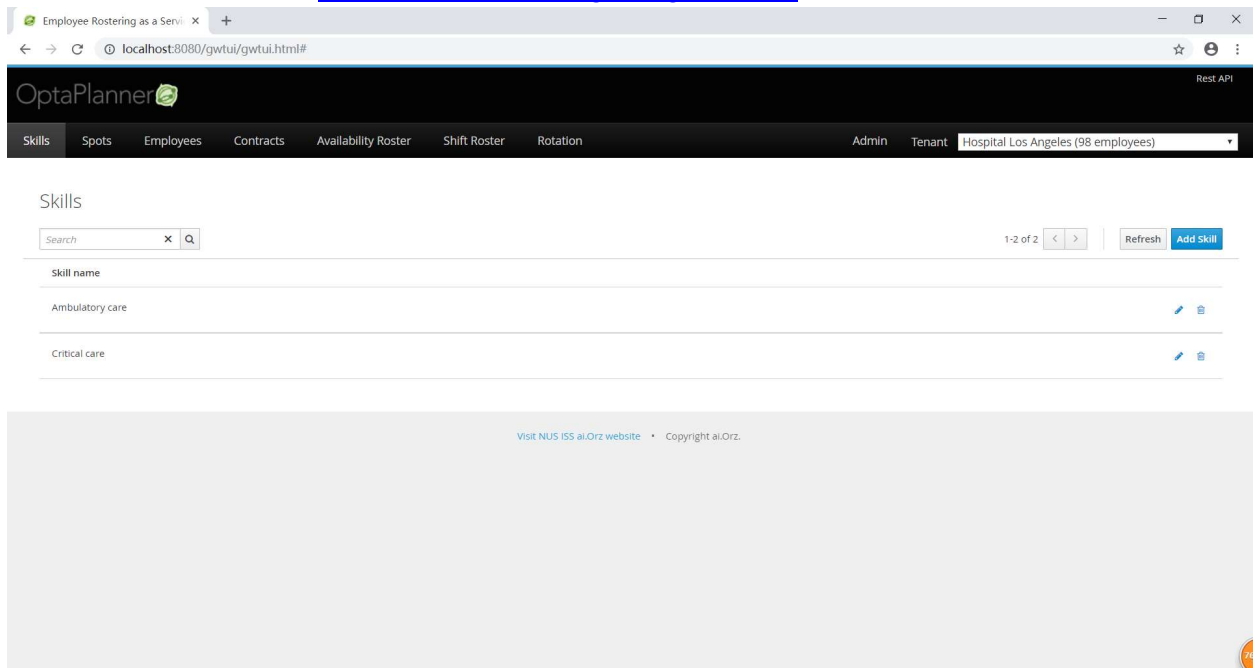 Employee Rostering as a Servi
localhost:8080/gwtui/gwtui.html#
Rest API
OptaPlanner
Skills Spots Employees Contracts Availability Roster Shift Roster Rotation Admin Tenant Hospital Los Angeles (98 employees)
Skills
Search 1-2 of 2 Refresh Add Skill
Skill name
Ambulatory care
Critical care
Visit NUS ISS ai.Orz website • Copyright ai.Orz.